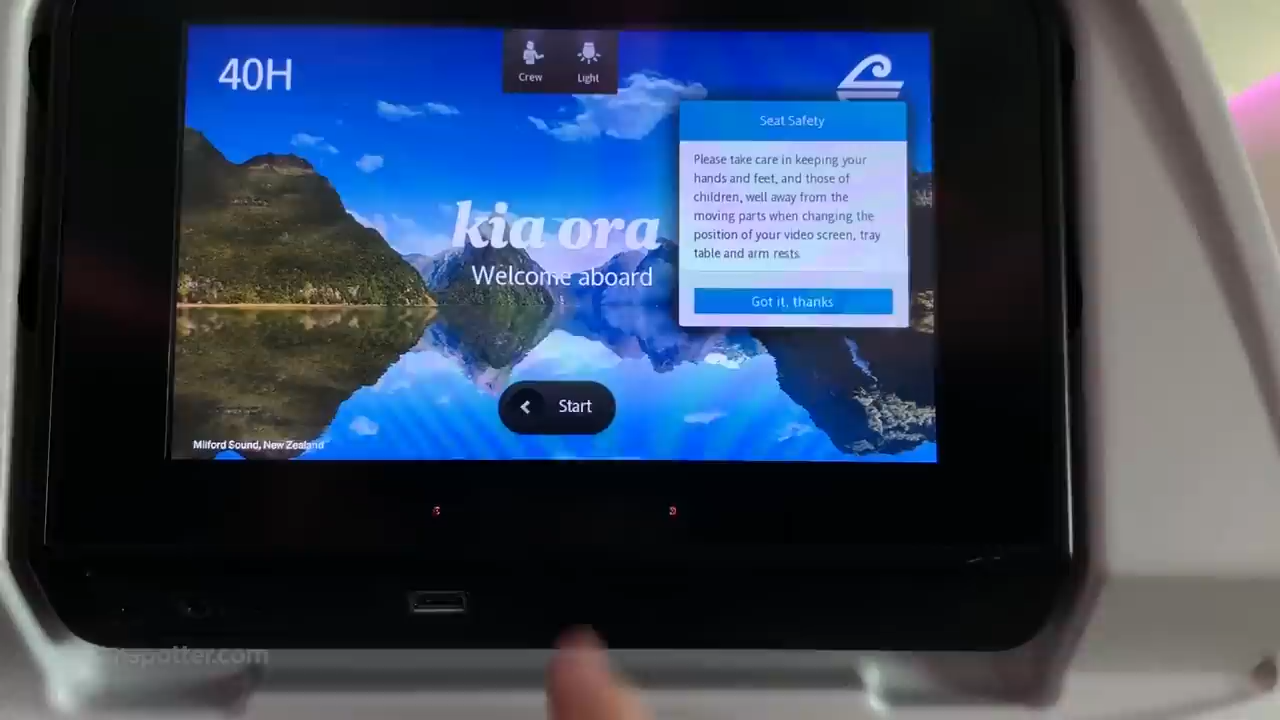 40H
Crew
Light
Seat Safety
Please take care in keeping your
hands and feet, and those of
children, well away from the
moving parts when changing the
position of your video screen, tray
table and arm rests.
Got it, thanks
kia ora
Welcome aboard
Start
Milford Sound, New Zealand
spotter.com